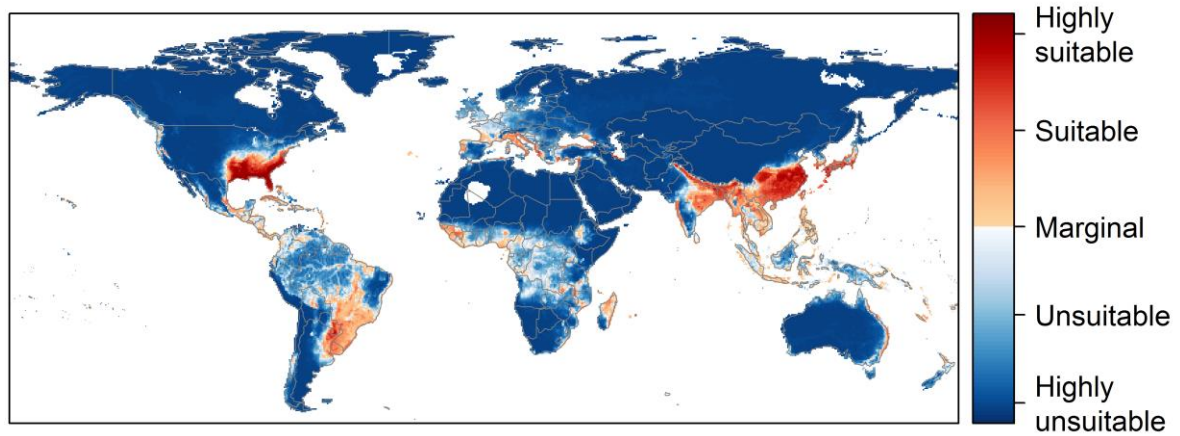 Highly
suitable
Suitable
Marginal
Unsuitable
Highly
unsuitable